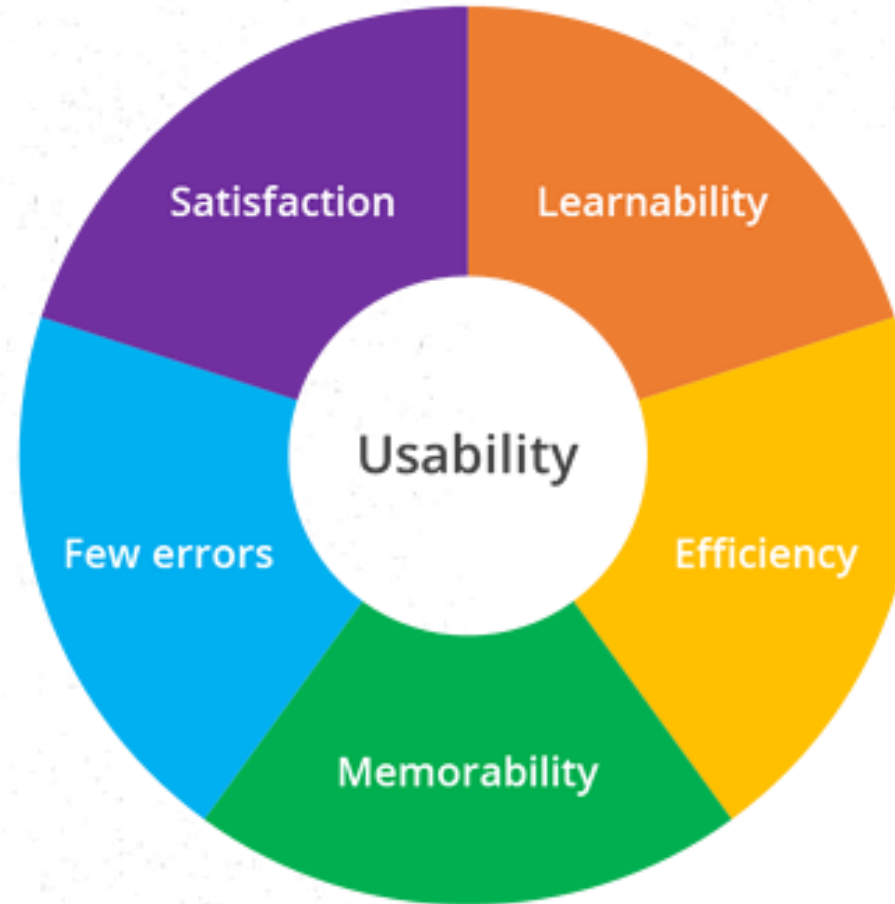 Satisfaction
Learnability
Usability
Few errors
Efficiency
Memorability